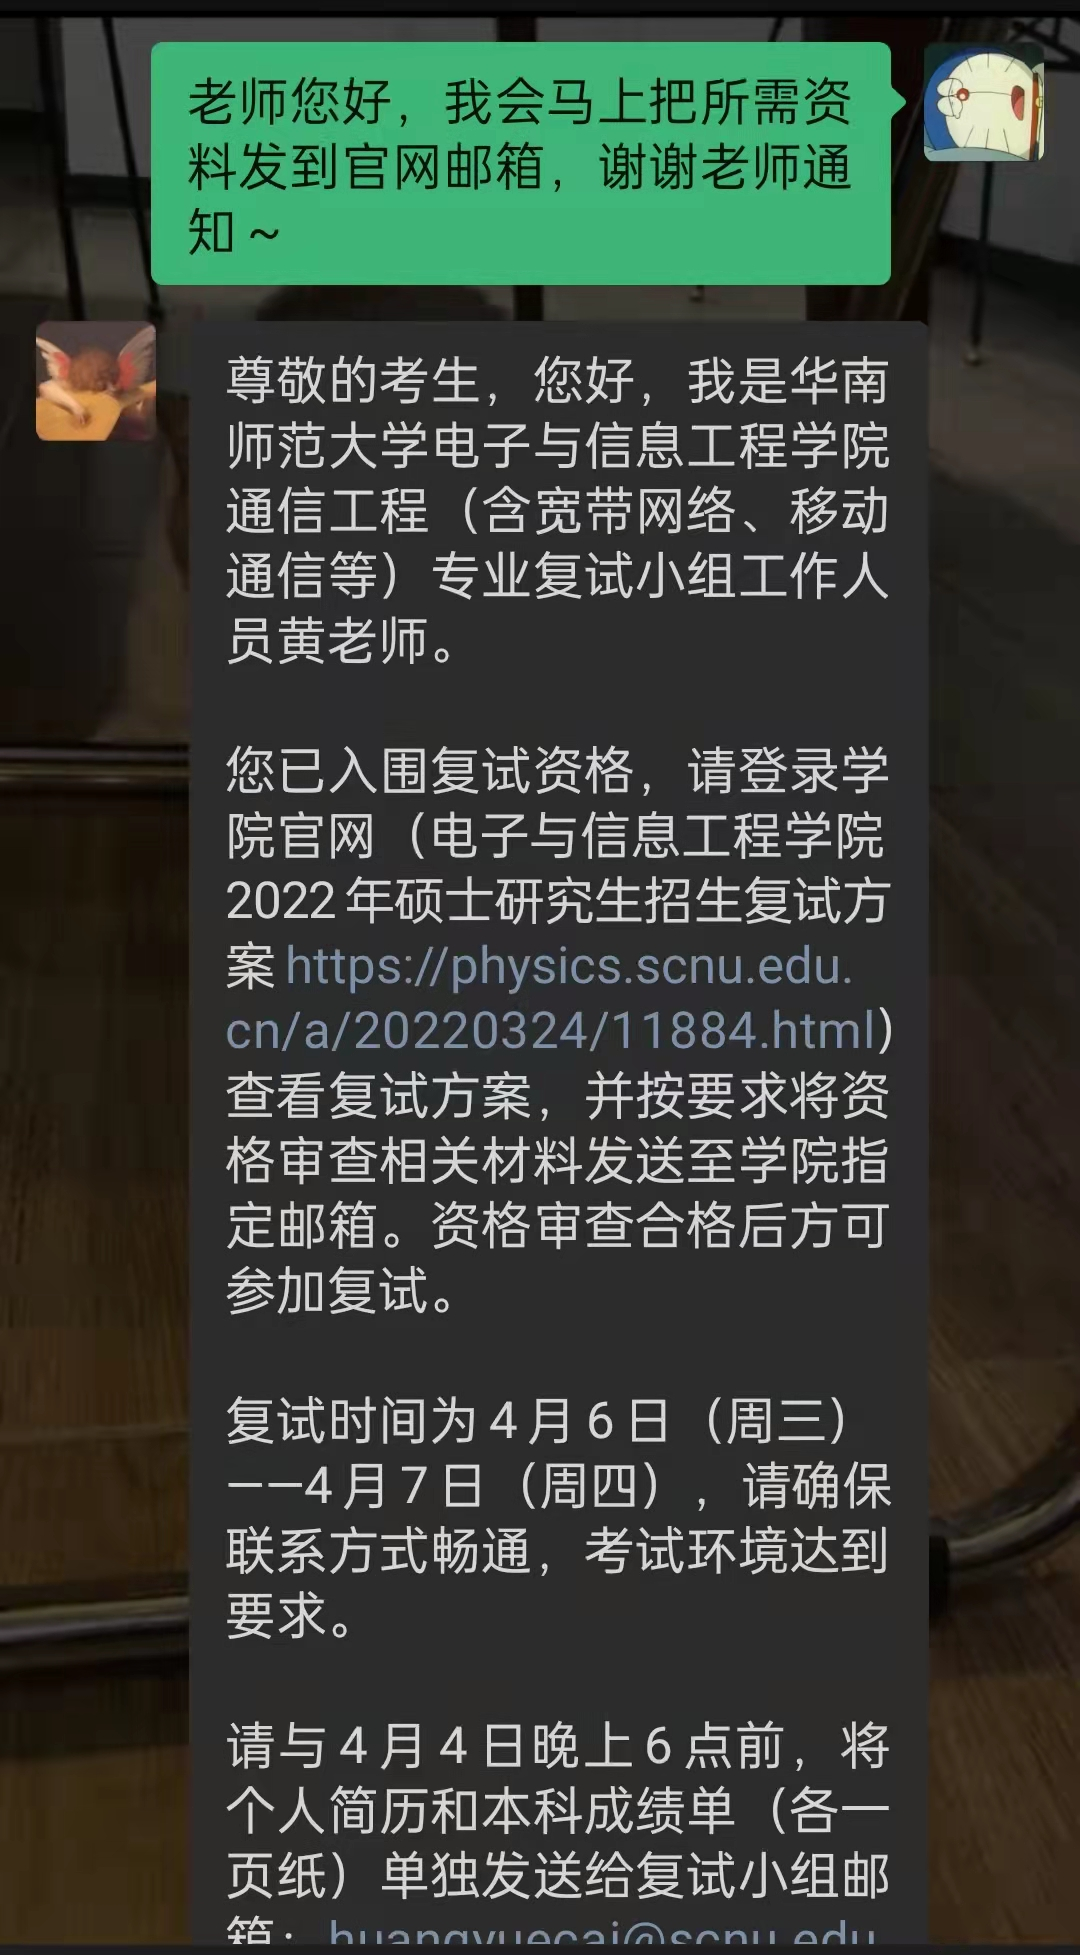 老师您好，我会马上把所需资
料发到官网邮箱，谢谢老师通
知～
尊敬的考生，您好，我是华南
师范大学电子与信息工程学院
通信工程（含宽带网络、移动
通信等）专业复试小组工作人
员黄老师。
您已入围复试资格，请登录学
院官网（电子与信息工程学院
2022年硕士研究生招生复试方
案https://physics.scnu.edu.
cn/a/20220324/11884.html)
查看复试方案，并按要求将资
格审查相关材料发送至学院指
定邮箱。资格审查合格后方可
参加复试。
复试时间为4月6日（周三）
——4月7日（周四），请确保
联系方式畅通，考试环境达到
要求。
请与4月4日晚上6点前，将
个人简历和本科成绩单（各一
页纸）单独发送给复试小组邮
箱：huangyuecai@scnu.edu